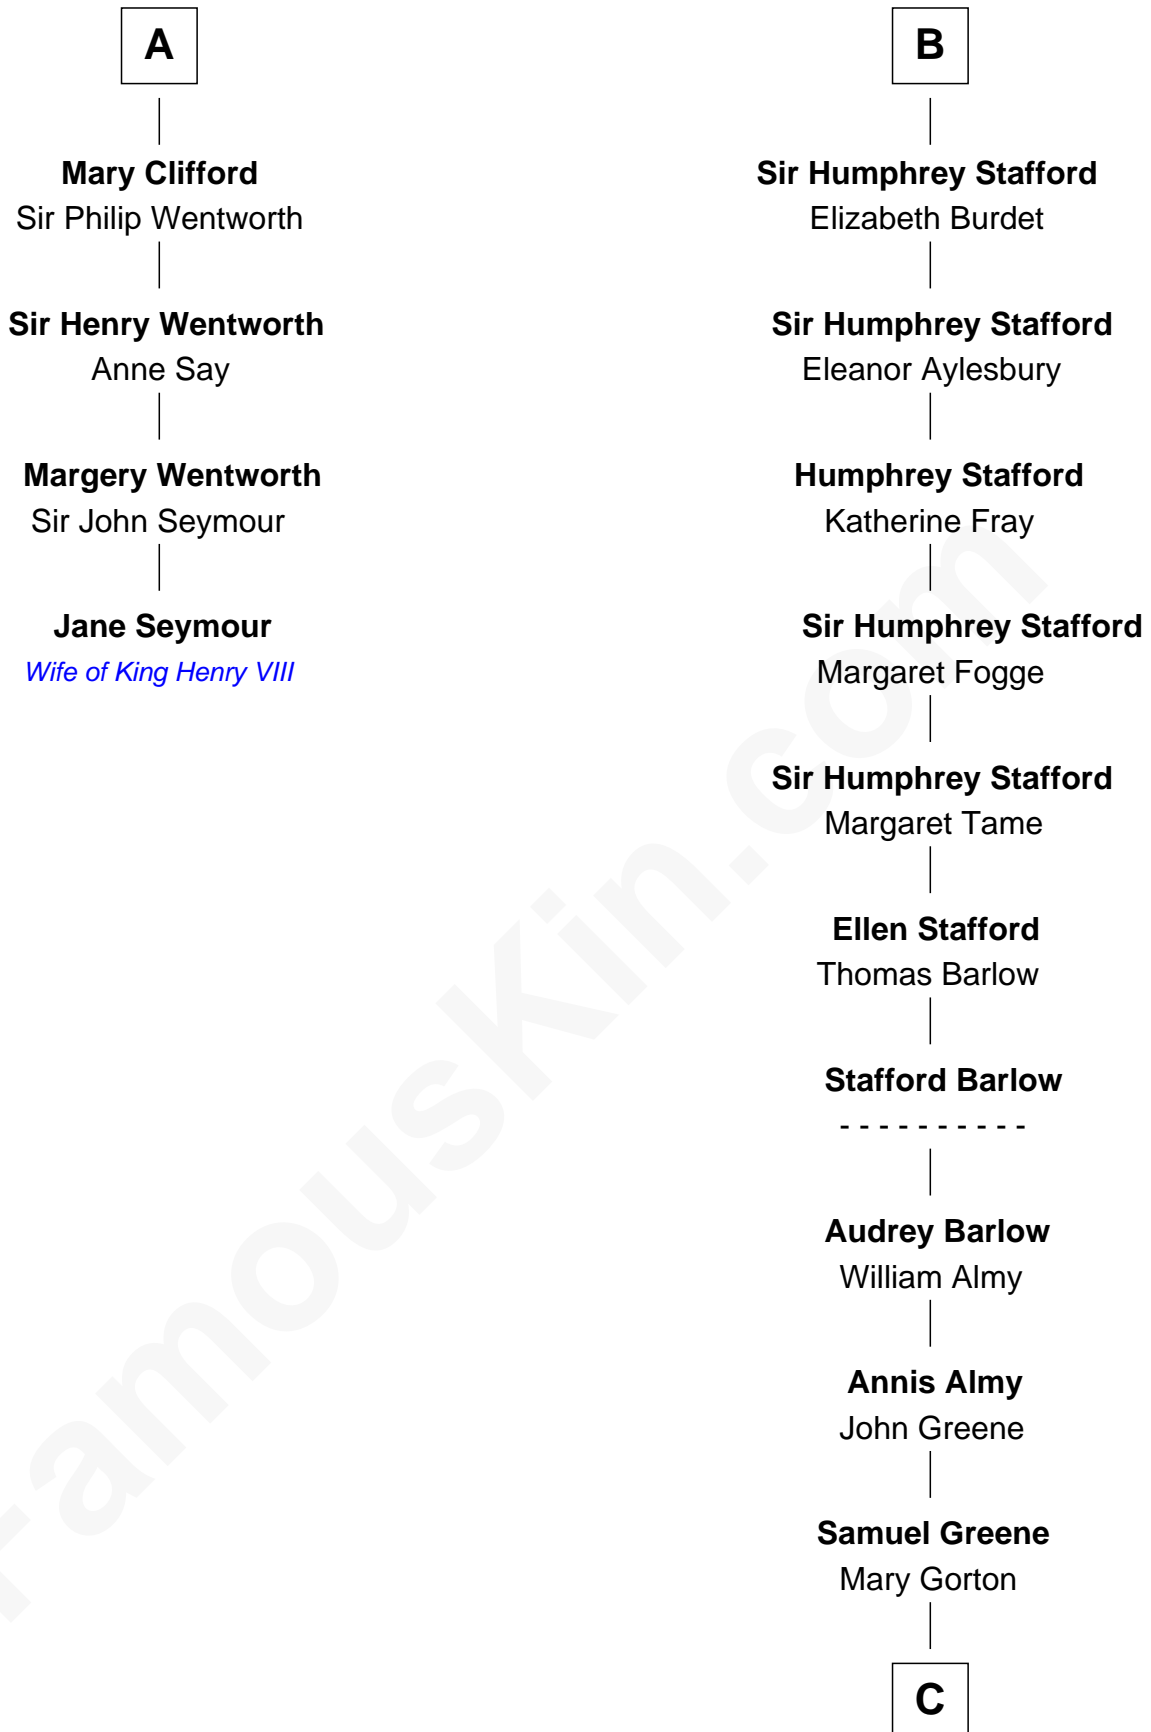 A
Mary Clifford
Sir Philip Wentworth
Sir Henry Wentworth
Anne Say
Margery Wentworth
Sir John Seymour
Jane Seymour
Wife of King Henry VIII
B
Sir Humphrey Stafford
Elizabeth Burdet
Sir Humphrey Stafford
Eleanor Aylesbury
Humphrey Stafford
Katherine Fray
Sir Humphrey Stafford
Margaret Fogge
Sir Humphrey Stafford
Margaret Tame
Ellen Stafford
Thomas Barlow
Stafford Barlow
- - - - - - - - - -
Audrey Barlow
William Almy
Annis Almy
John Greene
Samuel Greene
Mary Gorton
C
FamousKin.com